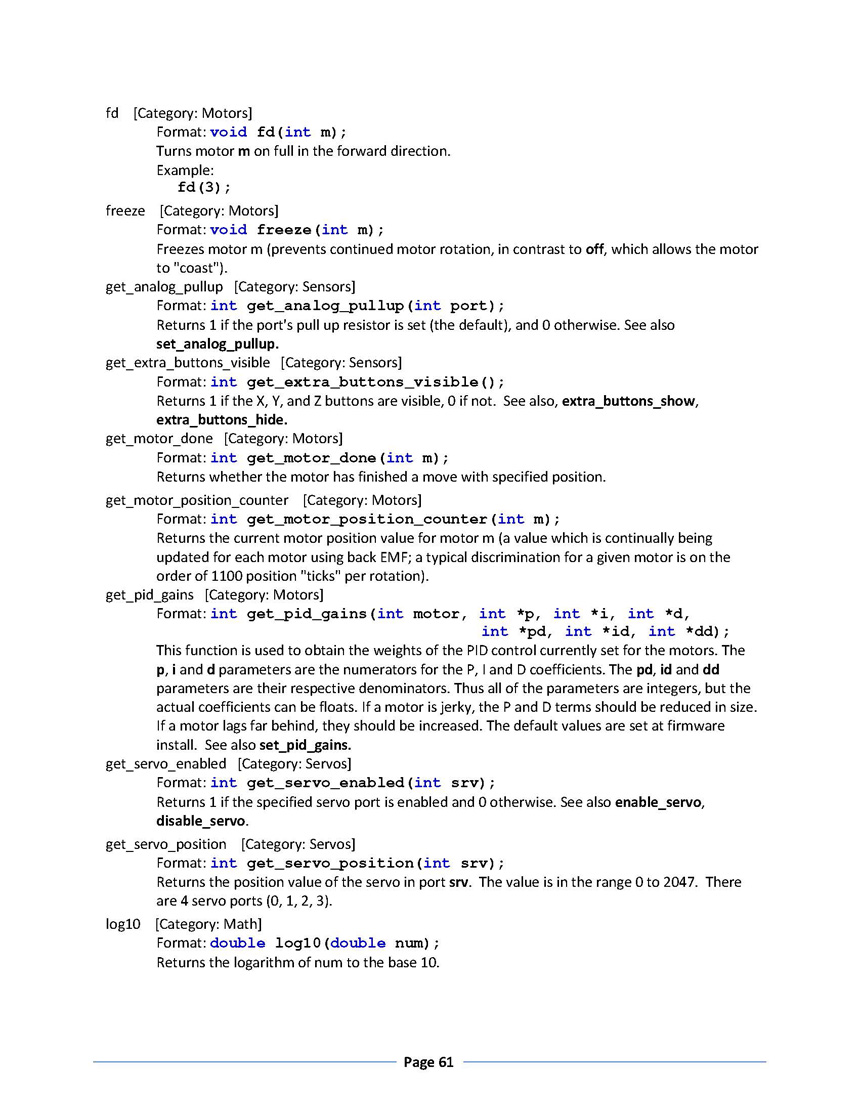 fd [Category: Motors]
Format: void fd(int m);
Turns motor m on full in the forward direction.
Example:
fd(3);
freeze [Category: Motors]
Format: void freeze(int m);
Freezes motor m (prevents continued motor rotation, in contrast to off, which allows the motor
to "coast").
get_analog_pullup [Category: Sensors]
Format: int get_analog_pullup(int port);
Returns 1 if the port's pull up resistor is set (the default), and 0 otherwise. See also
set_analog_pullup.
get_extra_buttons_visible [Category: Sensors]
Format: int get_extra_buttons_visible();
Returns 1 if the X, Y, and Z buttons are visible, 0 if not. See also, extra_buttons_show,
extra_buttons_hide.
get_motor_done [Category: Motors]
Format: int get_motor_done(int m);
Returns whether the motor has finished a move with specified position.
get_motor_position_counter [Category: Motors]
Format: int get_motor_position_counter(int m);
Returns the current motor position value for motor m (a value which is continually being
updated for each motor using back EMF; a typical discrimination for a given motor is on the
order of 1100 position "ticks" per rotation).
get_pid_gains [Category: Motors]
Format: int get_pid_gains(int motor, int *p, int *i, int *d,
int *pd, int *id, int *dd);
This function is used to obtain the weights of the PID control currently set for the motors. The
p, i and d parameters are the numerators for the P, I and D coefficients. The pd, id and dd
parameters are their respective denominators. Thus all of the parameters are integers, but the
actual coefficients can be floats. If a motor is jerky, the P and D terms should be reduced in size.
If a motor lags far behind, they should be increased. The default values are set at firmware
install. See also set_pid_gains.
get_servo_enabled [Category: Servos]
Format: int get_servo_enabled(int srv);
Returns 1 if the specified servo port is enabled and 0 otherwise. See also enable_servo,
disable_servo.
get_servo_position [Category: Servos]
Format: int get_servo_position(int srv);
Returns the position value of the servo in port srv. The value is in the range 0 to 2047. There
are 4 servo ports (0, 1, 2, 3).
log10 [Category: Math]
Format: double log10(double num);
Returns the logarithm of num to the base 10.
Page 61